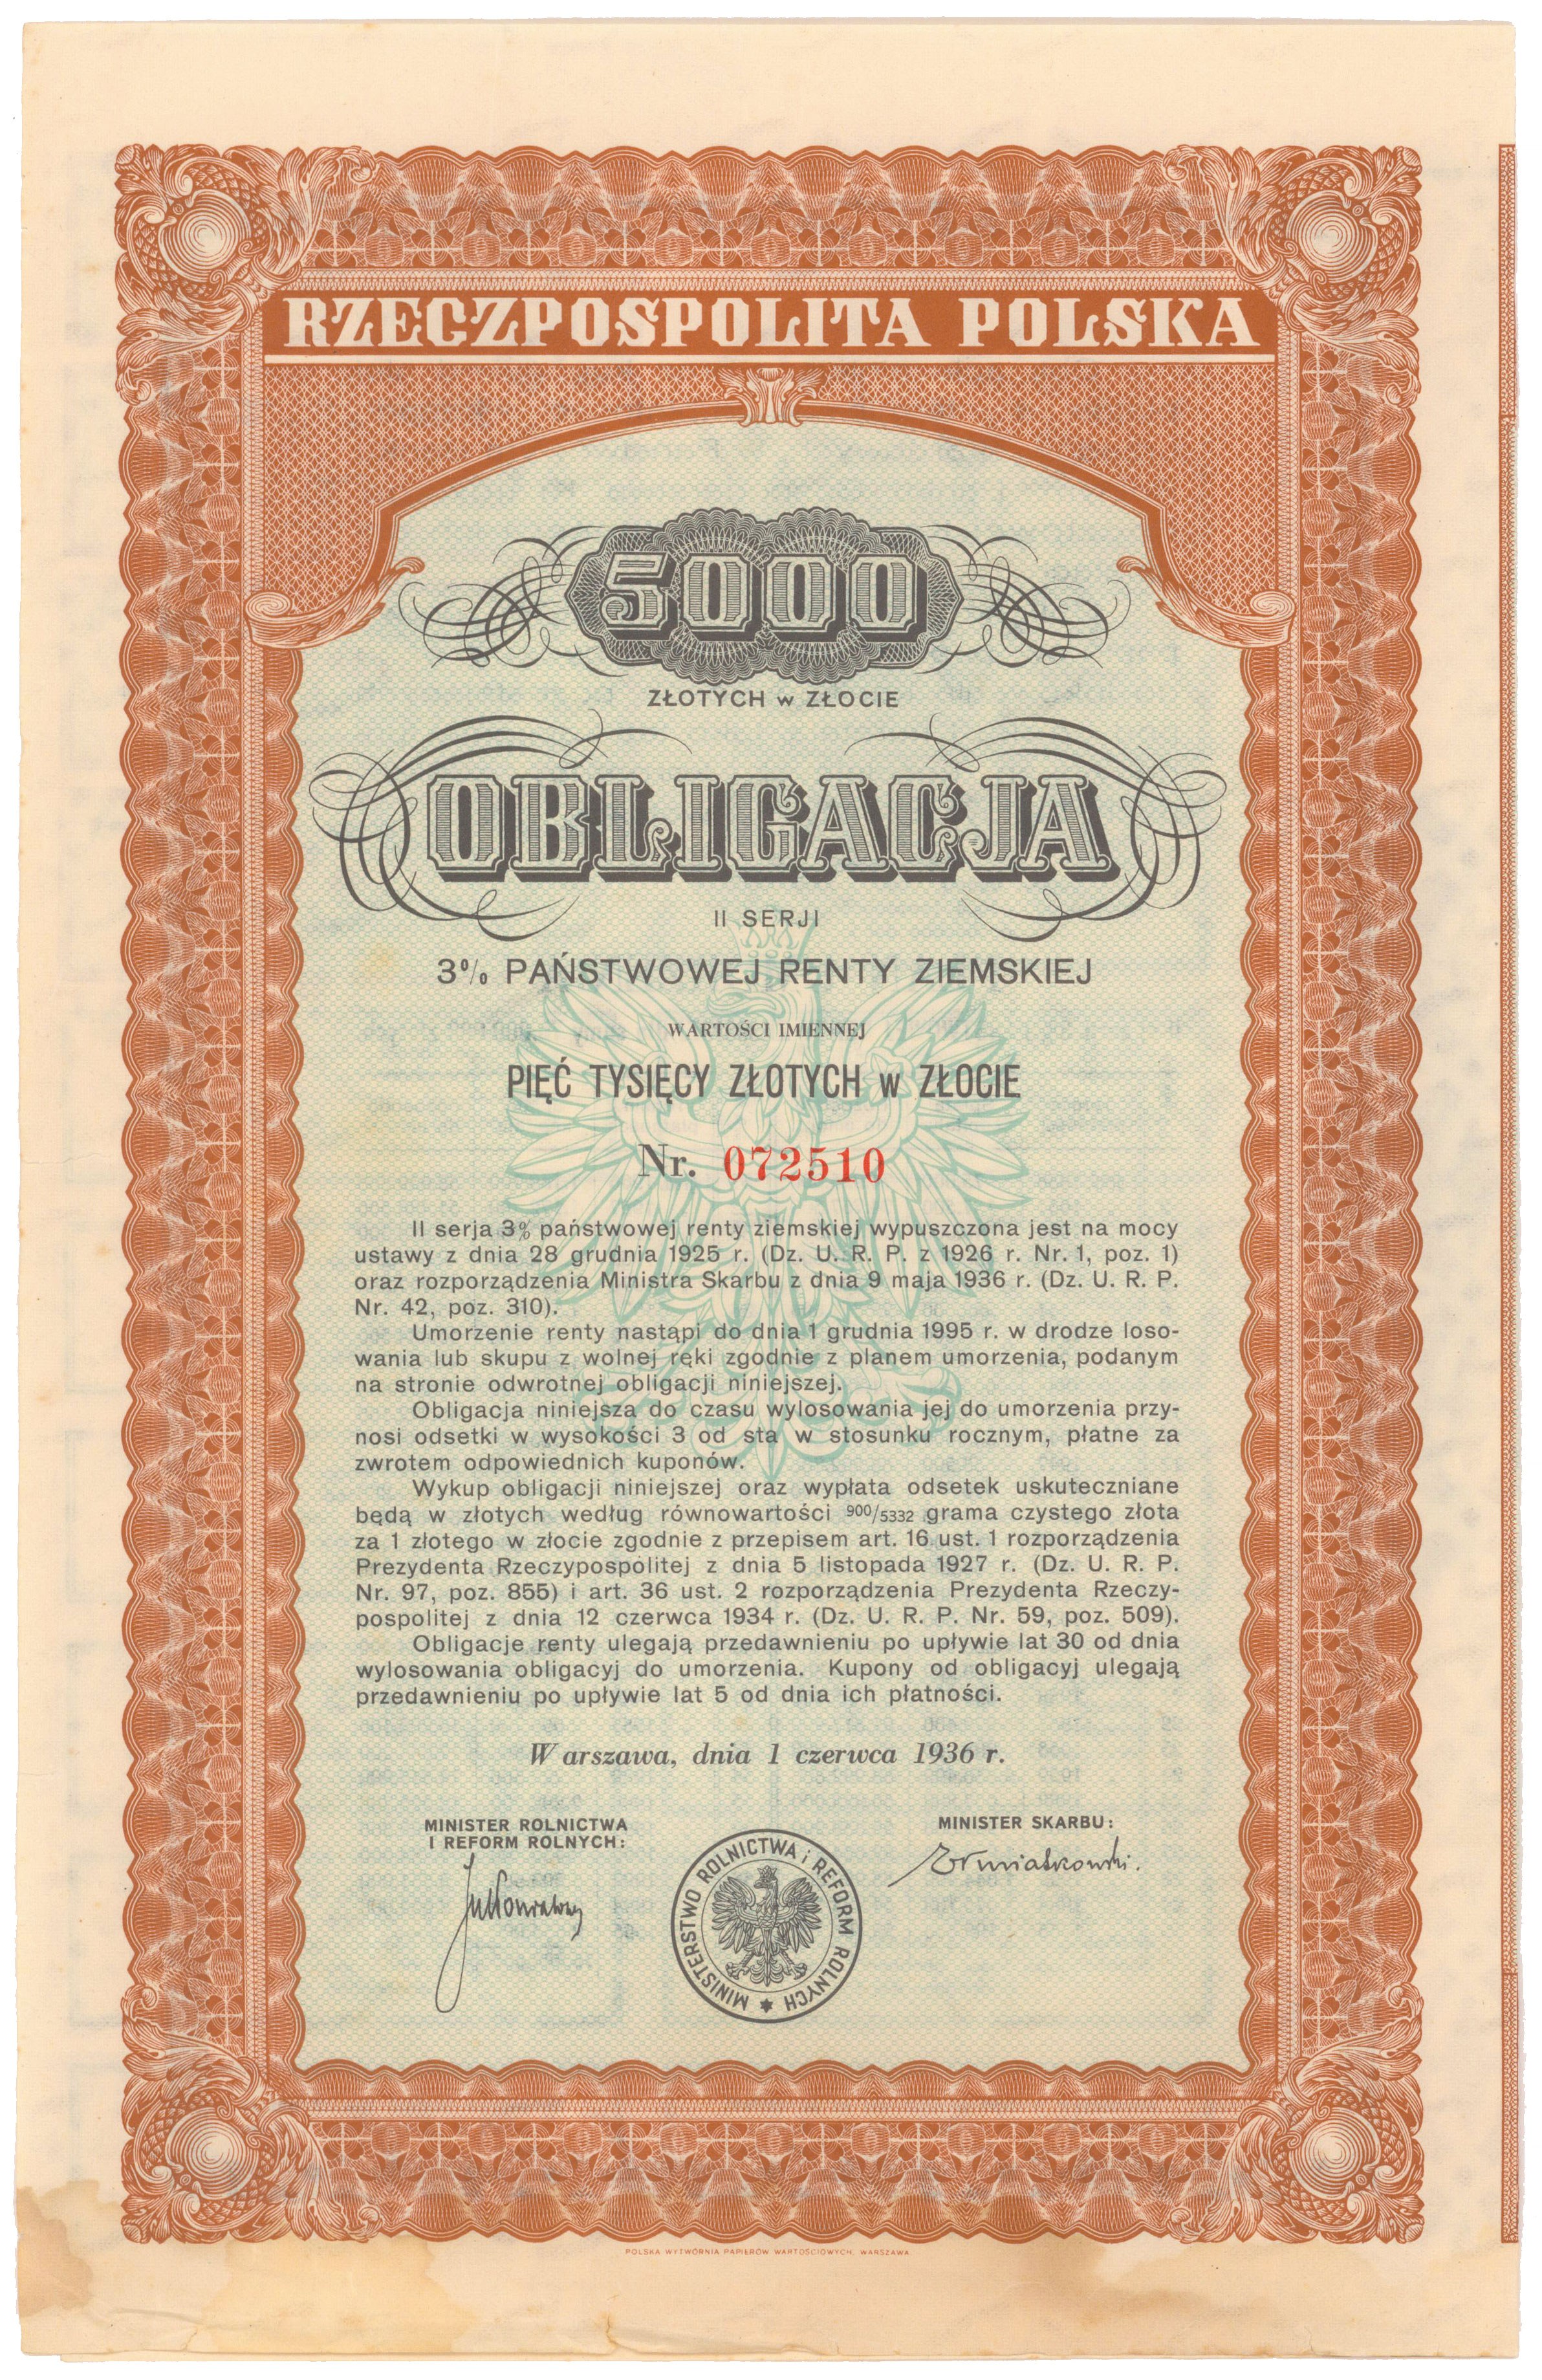 RZECZPOSPOLITA POLSKA
5000
ZŁOTYCH w ZŁOCIE
OBLIGACJA
II SERJI
3% PAŃSTWOWEJ RENTY ZIEMSKIEJ
WARTOŚCI IMIENNEJ
PIĘĆ TYSIĘCY ZŁOTYCH w ZŁOCIE
Nr. 072510
II serja 3% państwowej renty ziemskiej wypuszczona jest na mocy
ustawy z dnia 28 grudnia 1925 r. (Dz. U. R. P. z 1926 r. Nr. 1, poz. 1)
oraz rozporządzenia Ministra Skarbu z dnia 9 maja 1936 r. (Dz. U. R. P.
Nr. 42, poz. 310).
Umorzenie renty nastąpi do dnia 1 grudnia 1995 r. w drodze loso-
wania lub skupu z wolnej ręki zgodnie z planem umorzenia, podanym
na stronie odwrotnej obligacji niniejszej.
Obligacja niniejsza do czasu wylosowania jej do umorzenia przy-
nosi odsetki w wysokości 3 od sta w stosunku rocznym, płatne za
zwrotem odpowiednich kuponów.
Wykup obligacji niniejszej oraz wypłata odsetek uskuteczniane
będą w złotych według równowartości 900/5332 grama czystego złota
za 1 złotego w złocie zgodnie z przepisem art. 16 ust. 1 rozporządzenia
Prezydenta Rzeczypospolitej z dnia 5 listopada 1927 r. (Dz. U. R. P.
Nr. 97, poz. 855) i art. 36 ust. 2 rozporządzenia Prezydenta Rzeczy-
pospolitej z dnia 12 czerwca 1934 r. (Dz. U. R. P. Nr. 59, poz. 509).
Obligacje renty ulegają przedawnieniu po upływie lat 30 od dnia
wylosowania obligacyj do umorzenia. Kupony od obligacyj ulegają
przedawnieniu po upływie lat 5 od dnia ich płatności.
Warszawa, dnia 1 czerwca 1936 r.
MINISTER ROLNICTWA
I REFORM ROLNYCH:
MINISTER SKARBU:
MINISTERSTWO ROLNICTWA i REFORM ROLNYCH
POLSKA WYTWÓRNIA PAPIERÓW WARTOŚCIOWYCH, WARSZAWA